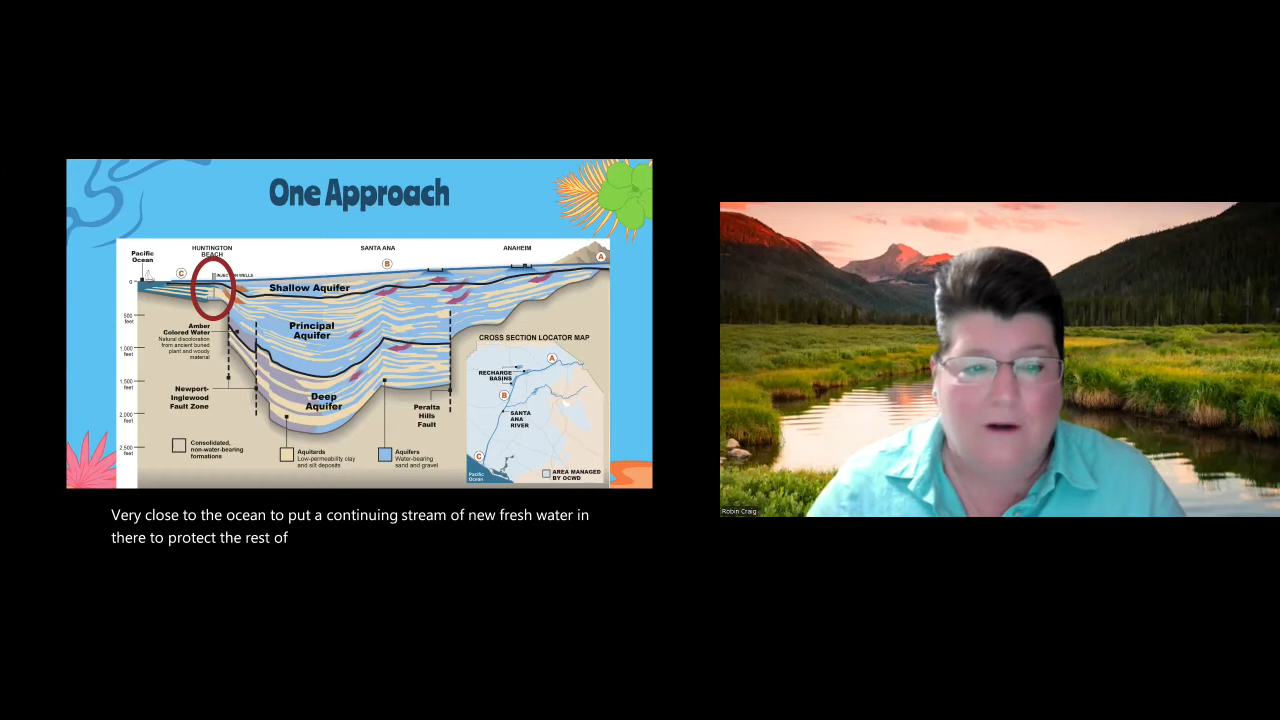 One Approach
Pacific
Ocean
HUNTINGTON
BEACH
SANTA ANA
ANAHEIM
C
B
A
INJECTION WELLS
0
500
feet
1,000
feet
1,500
feet
2,000
feet
2,500
feet
Shallow Aquifer
Principal
Aquifer
Deep
Aquifer
Amber
Colored Water
Natural discoloration
from ancient buried
plant and woody
material
Newport-
Inglewood
Fault Zone
Peralta
Hills
Fault
Consolidated,
non-water-bearing
formations
Aquitards
Low-permeability clay
and silt deposits
Aquifers
Water-bearing
sand and gravel
CROSS SECTION LOCATOR MAP
A
RECHARGE
BASINS
B
SANTA
ANA
RIVER
C
Pacific
Ocean
AREA MANAGED
BY OCWD
Very close to the ocean to put a continuing stream of new fresh water in
there to protect the rest of
Robin Craig